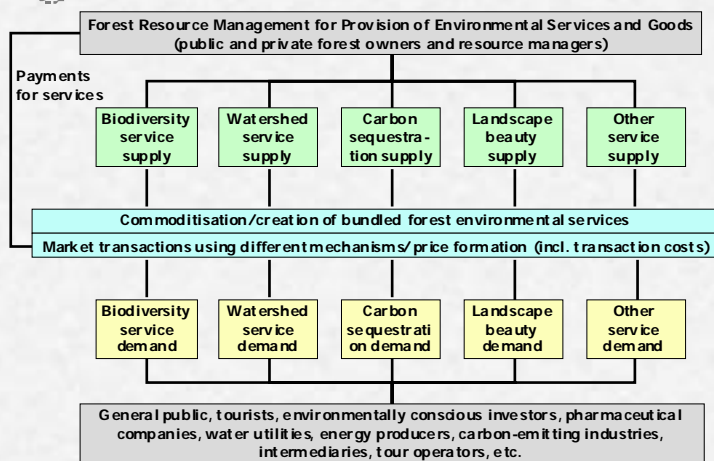 Forest Resource Management for Provision of Environmental Services and Goods
(public and private forest owners and resource managers)
Payments
for services
Biodiversity
service
supply
Watershed
service
supply
Carbon
sequestra-
tion supply
Landscape
beauty
supply
Other
service
supply
Commoditisation/creation of bundled forest environmental services
Market transactions using different mechanisms/price formation (incl. transaction costs)
Biodiversity
service
demand
Watershed
service
demand
Carbon
sequestrati
on demand
Landscape
beauty
demand
Other
service
demand
General public, tourists, environmentally conscious investors, pharmaceutical
companies, water utilities, energy producers, carbon-emitting industries,
intermediaries, tour operators, etc.